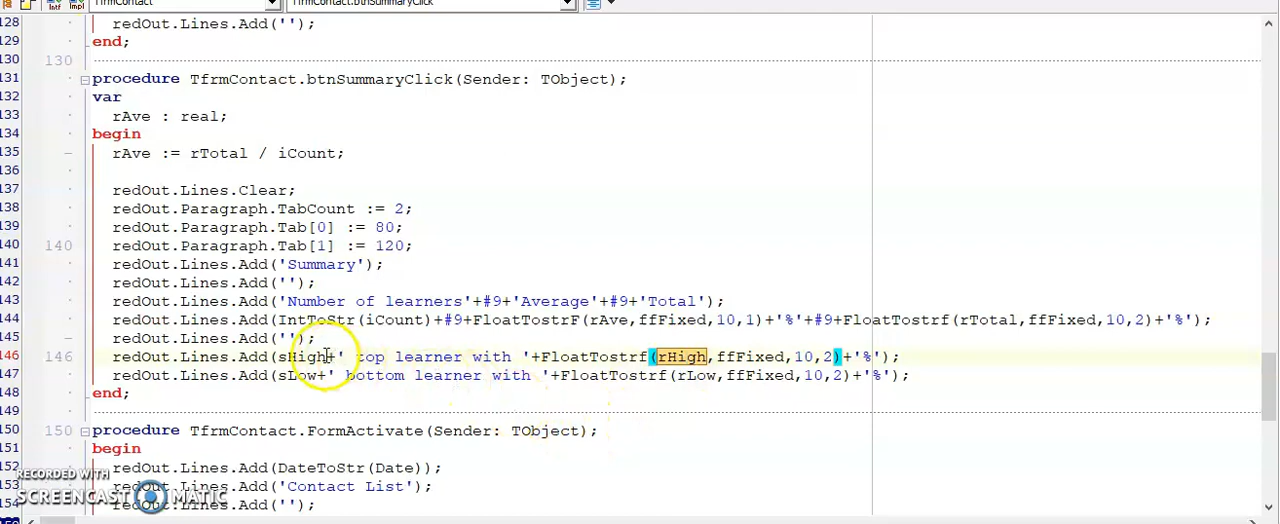 Intf Impl TfrmContact TfrmContact.btnSummaryClick
128 redOut.Lines.Add('');
129 end;
130 130
131 procedure TfrmContact.btnSummaryClick(Sender: TObject);
132 var
133 rAve : real;
134 begin
135 rAve := rTotal / iCount;
136
137 redOut.Lines.Clear;
138 redOut.Paragraph.TabCount := 2;
139 redOut.Paragraph.Tab[0] := 80;
140 140 redOut.Paragraph.Tab[1] := 120;
141 redOut.Lines.Add('Summary');
142 redOut.Lines.Add('');
143 redOut.Lines.Add('Number of learners'+#9+'Average'+#9+'Total');
144 redOut.Lines.Add(IntToStr(iCount)+#9+FloatTostrF(rAve,ffFixed,10,1)+'%'+#9+FloatTostrf(rTotal,ffFixed,10,2)+'%');
145 redOut.Lines.Add('');
146 146 redOut.Lines.Add(sHigh+' top learner with '+FloatTostrf(rHigh,ffFixed,10,2)+'%');
147 redOut.Lines.Add(sLow+' bottom learner with '+FloatTostrf(rLow,ffFixed,10,2)+'%');
148 end;
149
150 150 procedure TfrmContact.FormActivate(Sender: TObject);
151 begin
152 redOut.Lines.Add(DateToStr(Date));
153 redOut.Lines.Add('Contact List');
154 redOut.Lines.Add('');
RECORDED WITH
SCREENCAST MATIC